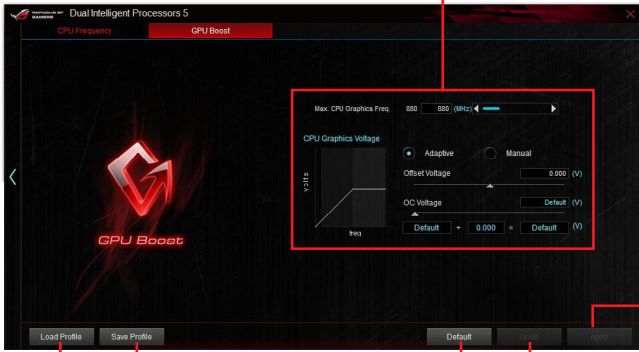 REPUBLIC OF GAMERS Dual Intelligent Processors 5
CPU Frequency GPU Boost
Max. CPU Graphics Freq. 880 880 (MHz)
CPU Graphics Voltage
Adaptive Manual
Offset Voltage 0.000 (V)
volts
OC Voltage Default (V)
Default + 0.000 = Default (V)
freq
GPU Boost
Load Profile Save Profile Default Undo Apply